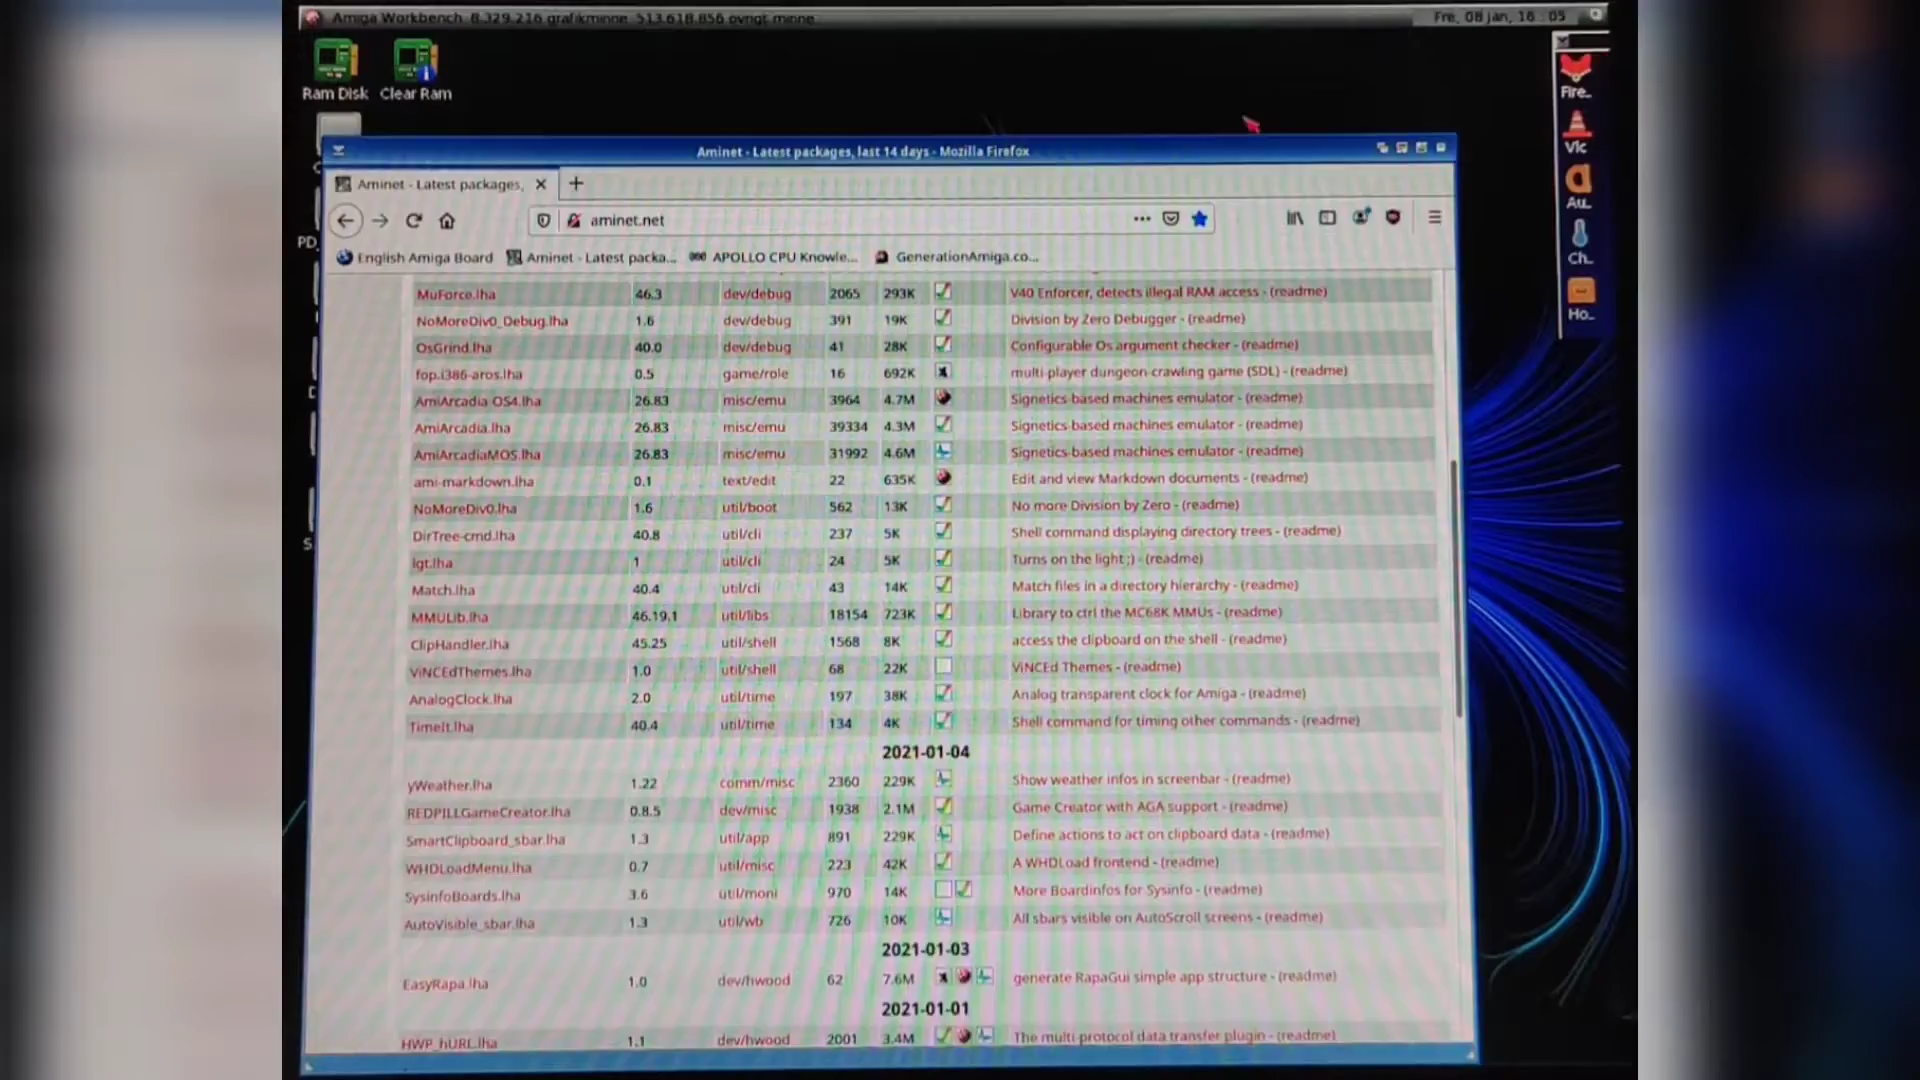 Amiga Workbench 8.329.216 grafikminne 513.618.856 övrigt minne Fre, 08 jan, 16:05
Ram Disk Clear Ram
Fire..
Vlc
Au..
Ch..
Ho..
PD_
Aminet - Latest packages, last 14 days - Mozilla Firefox
Aminet - Latest packages,
aminet.net
English Amiga Board Aminet - Latest packa... APOLLO CPU Knowle... GenerationAmiga.co...
MuForce.lha 46.3 dev/debug 2065 293K V40 Enforcer, detects illegal RAM access - (readme)
NoMoreDiv0_Debug.lha 1.6 dev/debug 391 19K Division by Zero Debugger - (readme)
OsGrind.lha 40.0 dev/debug 41 28K Configurable Os argument checker - (readme)
fop.i386-aros.lha 0.5 game/role 16 692K multi-player dungeon-crawling game (SDL) - (readme)
AmiArcadia OS4.lha 26.83 misc/emu 3964 4.7M Signetics-based machines emulator - (readme)
AmiArcadia.lha 26.83 misc/emu 39334 4.3M Signetics-based machines emulator - (readme)
AmiArcadiaMOS.lha 26.83 misc/emu 31992 4.6M Signetics-based machines emulator - (readme)
ami-markdown.lha 0.1 text/edit 22 635K Edit and view Markdown documents - (readme)
NoMoreDiv0.lha 1.6 util/boot 562 13K No more Division by Zero - (readme)
DirTree-cmd.lha 40.8 util/cli 237 5K Shell command displaying directory trees - (readme)
lgt.lha 1 util/cli 24 5K Turns on the light ;) - (readme)
Match.lha 40.4 util/cli 43 14K Match files in a directory hierarchy - (readme)
MMULib.lha 46.19.1 util/libs 18154 723K Library to ctrl the MC68K MMUs - (readme)
ClipHandler.lha 45.25 util/shell 1568 8K access the clipboard on the shell - (readme)
ViNCEdThemes.lha 1.0 util/shell 68 22K ViNCEd Themes - (readme)
AnalogClock.lha 2.0 util/time 197 38K Analog transparent clock for Amiga - (readme)
TimeIt.lha 40.4 util/time 134 4K Shell command for timing other commands - (readme)
2021-01-04
yWeather.lha 1.22 comm/misc 2360 229K Show weather infos in screenbar - (readme)
REDPILLGameCreator.lha 0.8.5 dev/misc 1938 2.1M Game Creator with AGA support - (readme)
SmartClipboard_sbar.lha 1.3 util/app 891 229K Define actions to act on clipboard data - (readme)
WHDLoadMenu.lha 0.7 util/misc 223 42K A WHDLoad frontend - (readme)
SysinfoBoards.lha 3.6 util/moni 970 14K More Boardinfos for Sysinfo - (readme)
AutoVisible_sbar.lha 1.3 util/wb 726 10K All sbars visible on AutoScroll screens - (readme)
2021-01-03
EasyRapa.lha 1.0 dev/hwood 62 7.6M generate RapaGui simple app structure - (readme)
2021-01-01
HWP_hURL.lha 1.1 dev/hwood 2001 3.4M The multi-protocol data transfer plugin - (readme)